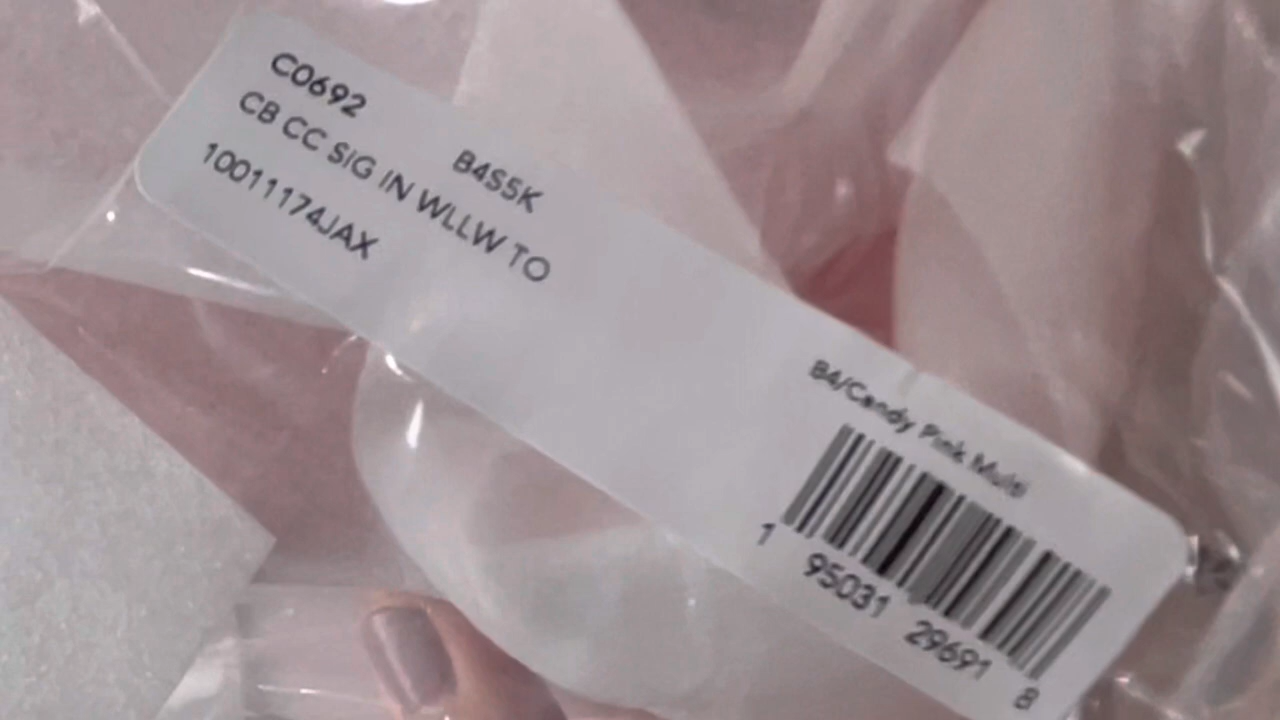 C0692
B4S5K
CB CC SIG IN WLLW TO
10011174JAX
B4/Candy Pink Multi
1 95031 29691 8